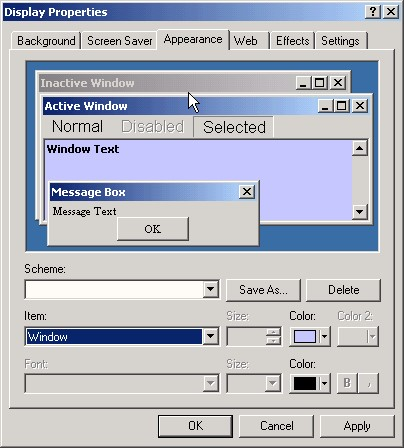 Display Properties
Background Screen Saver Appearance Web Effects Settings
Inactive Window
Active Window
Normal Disabled Selected
Window Text
Message Box
Message Text
OK
Scheme:
Save As... Delete
Item: Size: Color: Color 2:
Window
Font: Size: Color:
B /
OK Cancel Apply